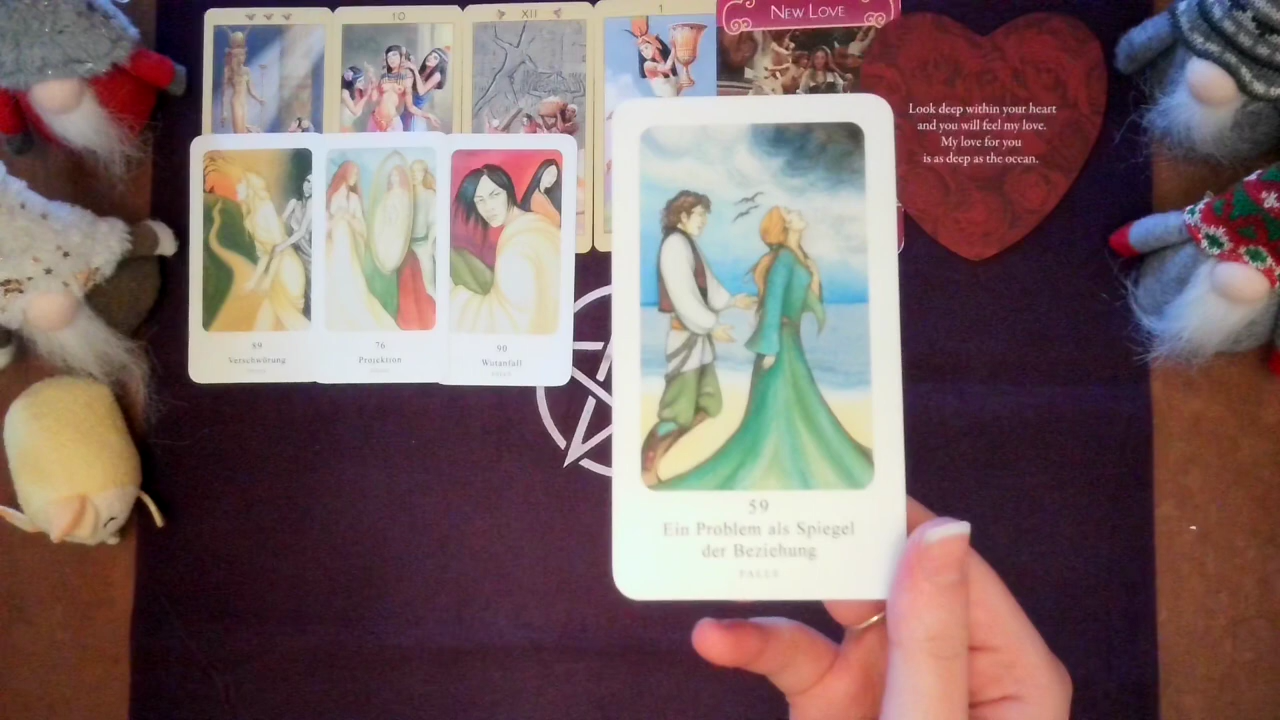 10
XII
1
NEW LOVE
Look deep within your heart
and you will feel my love.
My love for you
is as deep as the ocean.
89
Verschwörung
76
Projektion
90
Wutanfall
59
Ein Problem als Spiegel
der Beziehung
FALLE